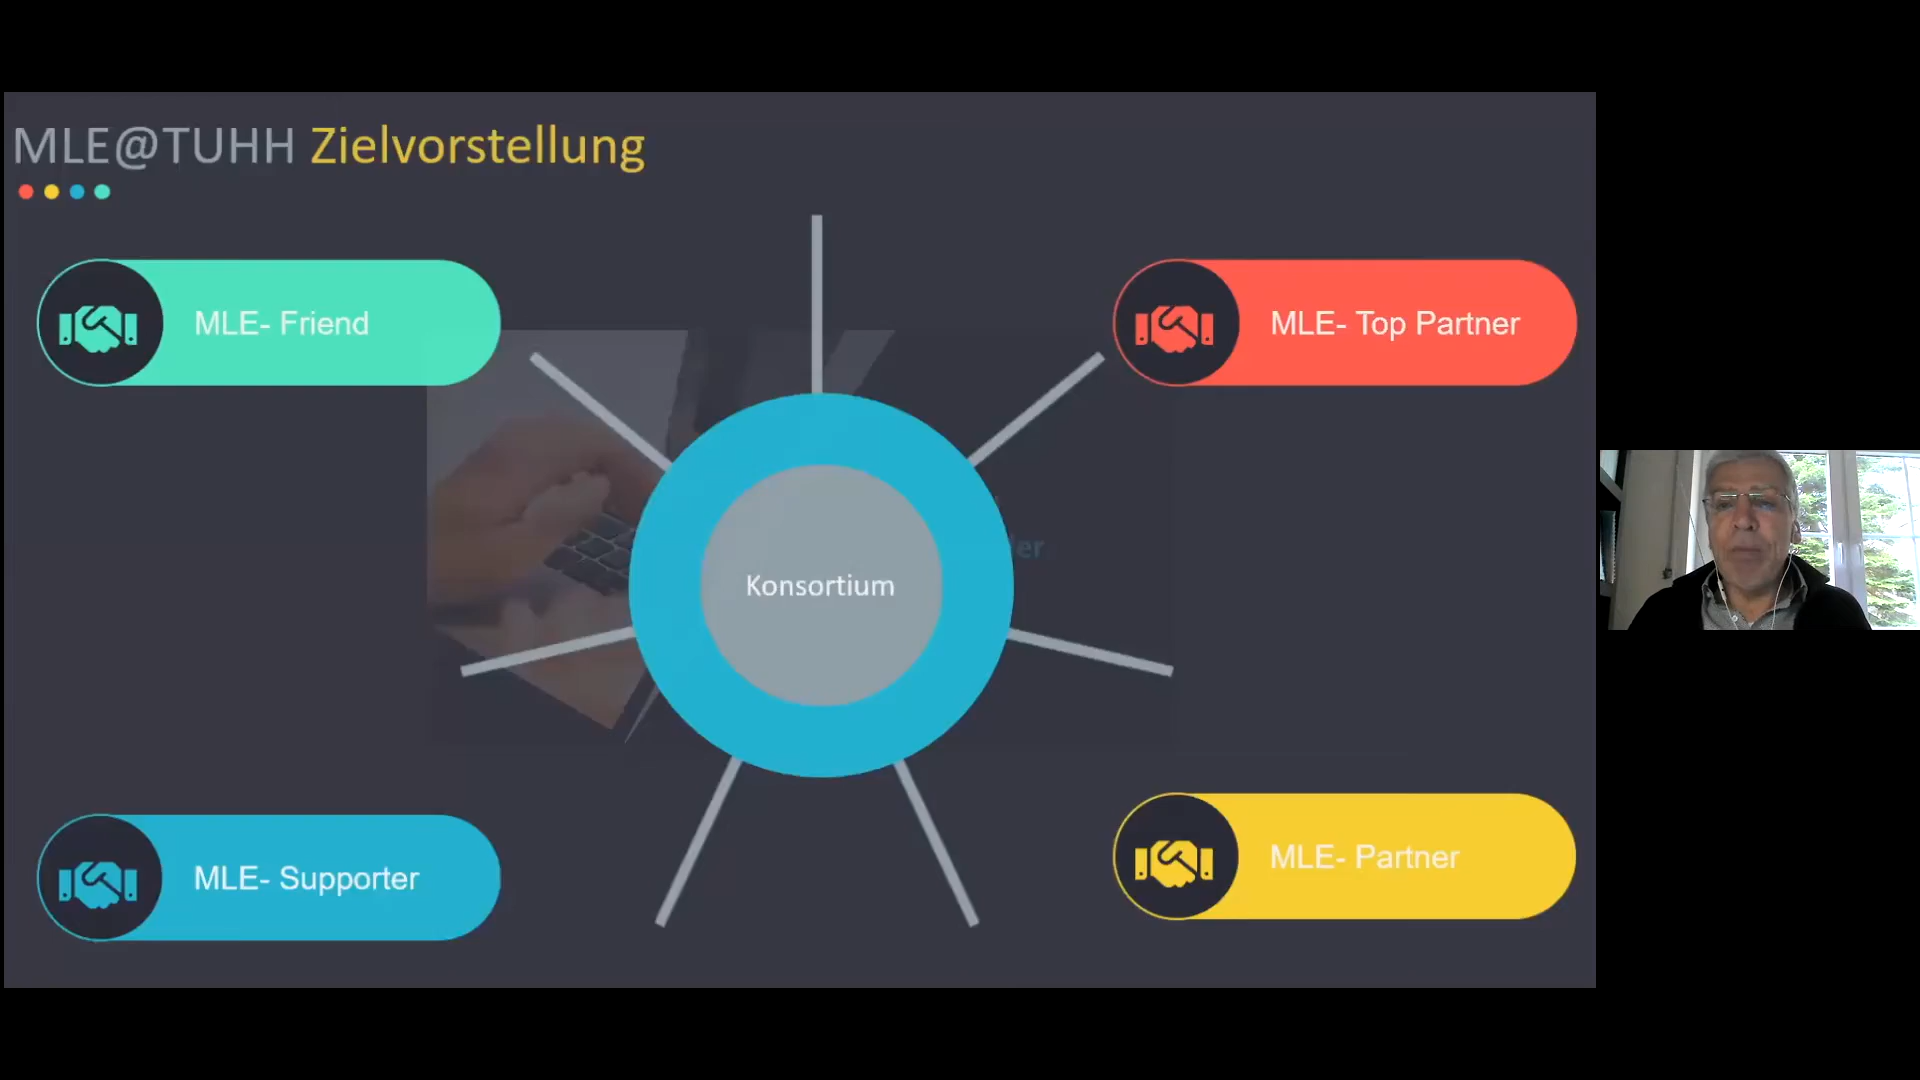 MLE@TUHH Zielvorstellung
MLE- Friend
MLE- Top Partner
Konsortium
MLE- Supporter
MLE- Partner